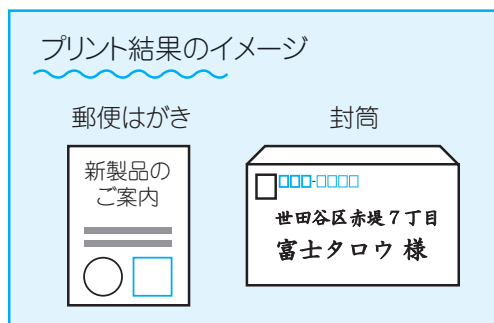 プリント結果のイメージ
郵便はがき
新製品の
ご案内
封筒
世田谷区赤堤7丁目
富士タロウ 様